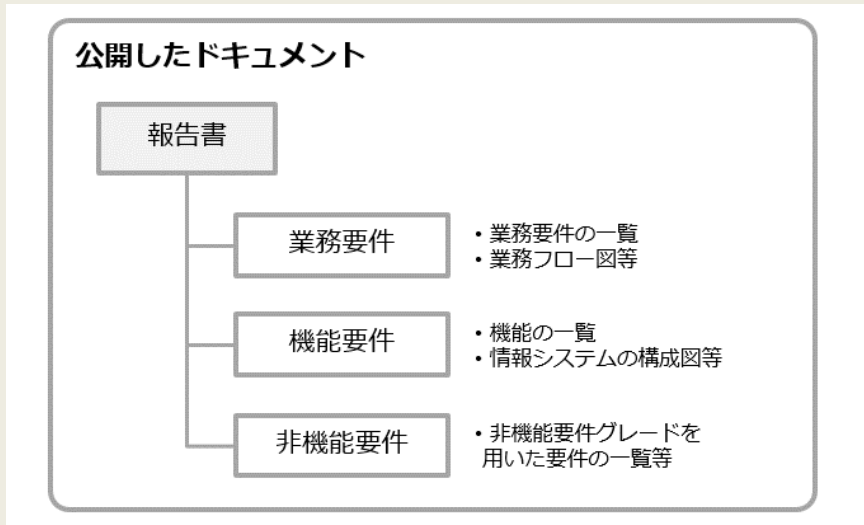 公開したドキュメント
報告書
業務要件
・業務要件の一覧
・業務フロー図等
機能要件
・機能の一覧
・情報システムの構成図等
非機能要件
・非機能要件グレードを
用いた要件の一覧等